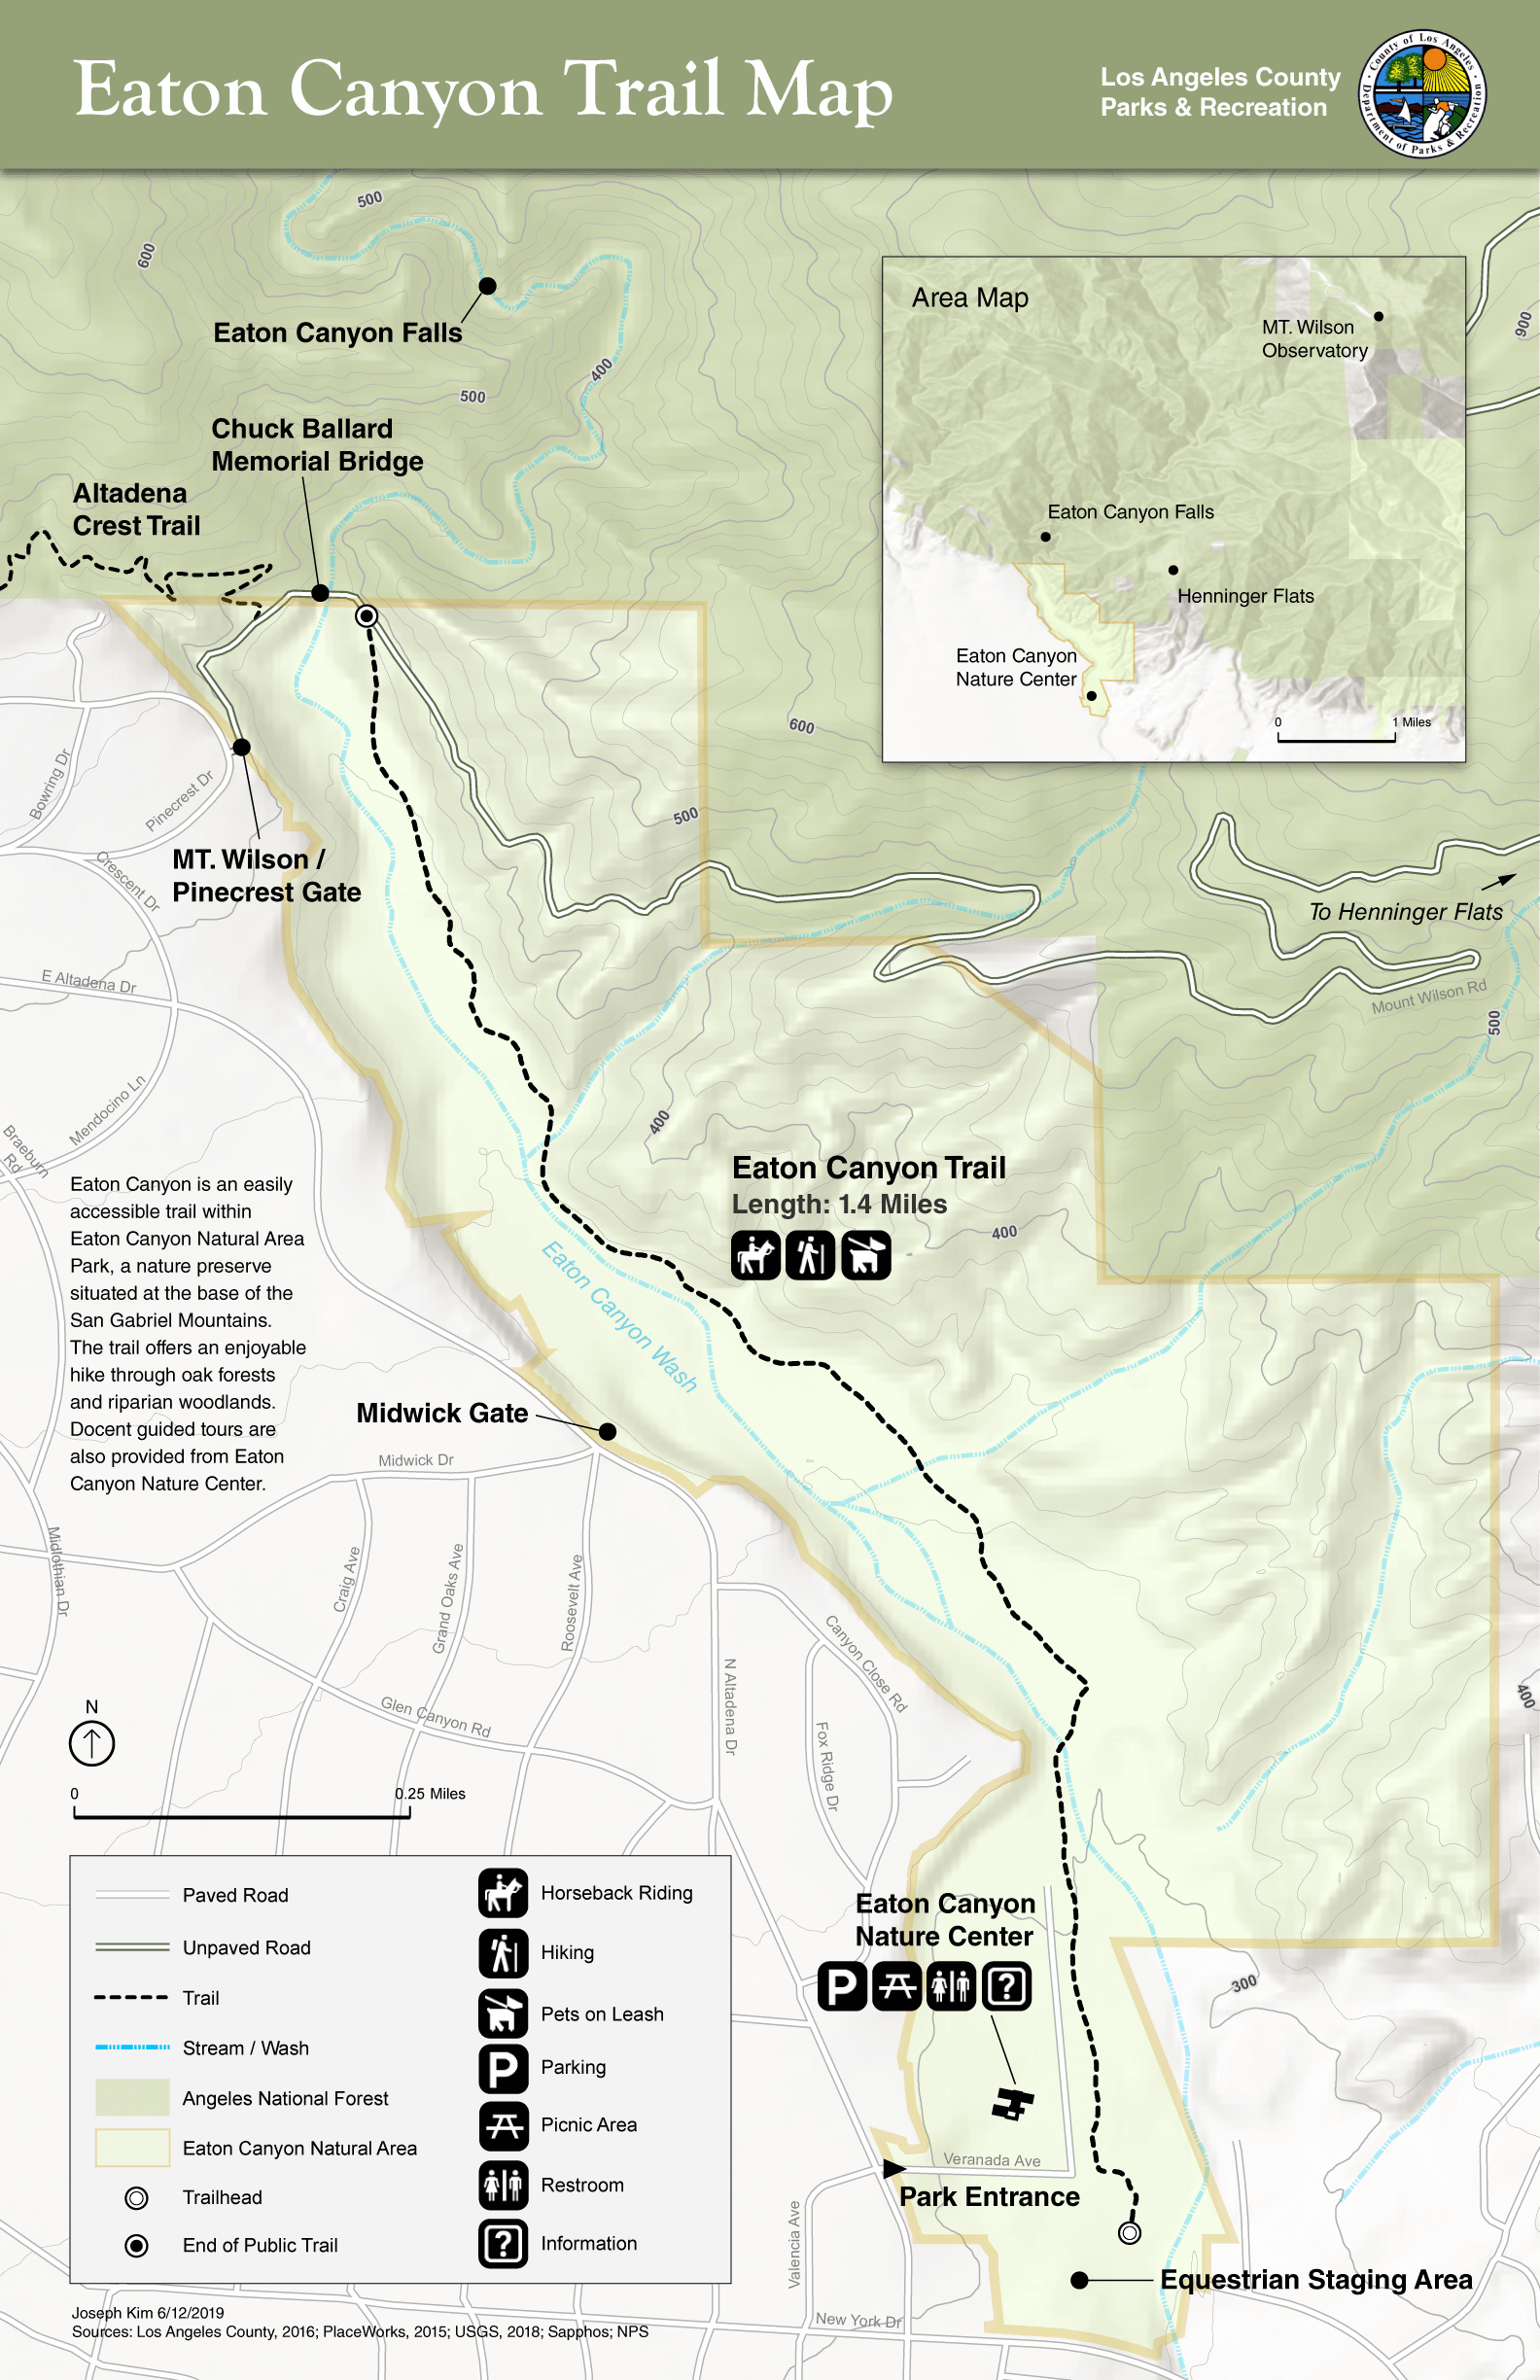 Eaton Canyon Trail Map
Los Angeles County
Parks & Recreation
County of Los Angeles
Department of Parks & Recreation
500
600
Eaton Canyon Falls
400
500
Chuck Ballard
Memorial Bridge
Altadena
Crest Trail
Area Map
MT. Wilson
Observatory
Eaton Canyon Falls
Henninger Flats
Eaton Canyon
Nature Center
0
1 Miles
900
600
500
Bowring Dr
Pinecrest Dr
MT. Wilson /
Pinecrest Gate
Crescent Dr
To Henninger Flats
Mount Wilson Rd
500
E Altadena Dr
Mendocino Ln
Braeburn
Rd
400
Eaton Canyon Trail
Length: 1.4 Miles
400
Eaton Canyon is an easily
accessible trail within
Eaton Canyon Natural Area
Park, a nature preserve
situated at the base of the
San Gabriel Mountains.
The trail offers an enjoyable
hike through oak forests
and riparian woodlands.
Docent guided tours are
also provided from Eaton
Canyon Nature Center.
Eaton Canyon Wash
Midwick Gate
Midwick Dr
Midlothian Dr
Craig Ave
Grand Oaks Ave
Roosevelt Ave
N Altadena Dr
Canyon Close Rd
Fox Ridge Dr
Glen Canyon Rd
400
N
0
0.25 Miles
Paved Road
Unpaved Road
Trail
Stream / Wash
Angeles National Forest
Eaton Canyon Natural Area
Trailhead
End of Public Trail
Horseback Riding
Hiking
Pets on Leash
P
Parking
Picnic Area
Restroom
?
Information
Eaton Canyon
Nature Center
P
?
300
Veranada Ave
Park Entrance
Valencia Ave
Equestrian Staging Area
New York Dr
Joseph Kim 6/12/2019
Sources: Los Angeles County, 2016; PlaceWorks, 2015; USGS, 2018; Sapphos; NPS